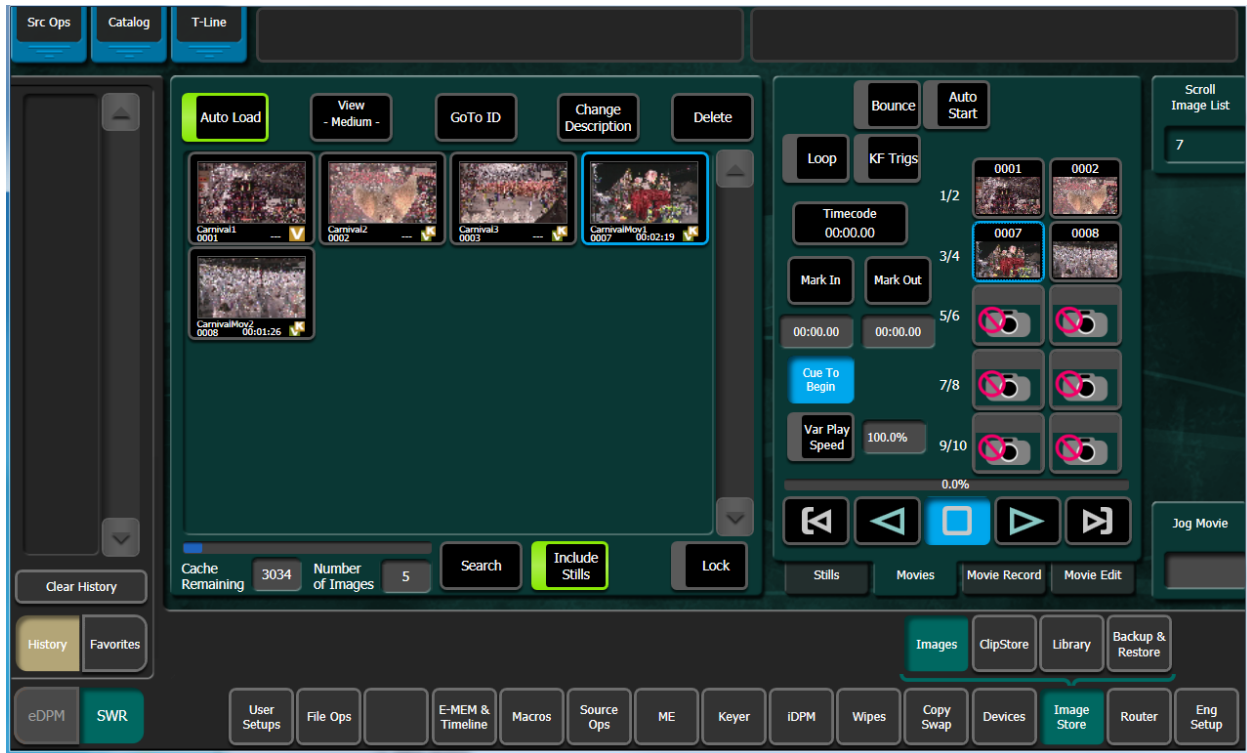 Src Ops
Catalog
T-Line
Auto Load
View
- Medium -
GoTo ID
Change
Description
Delete
Carnival1
0001 --- V
Carnival2
0002 --- VK
Carnival3
0003 --- VK
CarnivalMov1
0007 00:02:19 VK
CarnivalMov2
0008 00:01:26 VK
Cache
Remaining
3034
Number
of Images
5
Search
Include
Stills
Lock
Bounce
Auto
Start
Loop
KF Trigs
Timecode
00:00.00
Mark In
Mark Out
00:00.00
00:00.00
Cue To
Begin
Var Play
Speed
100.0%
1/2
0001
0002
3/4
0007
0008
5/6
7/8
9/10
0.0%
Stills
Movies
Movie Record
Movie Edit
Scroll
Image List
7
Jog Movie
Clear History
History
Favorites
Images
ClipStore
Library
Backup &
Restore
eDPM
SWR
User
Setups
File Ops
E-MEM &
Timeline
Macros
Source
Ops
ME
Keyer
iDPM
Wipes
Copy
Swap
Devices
Image
Store
Router
Eng
Setup